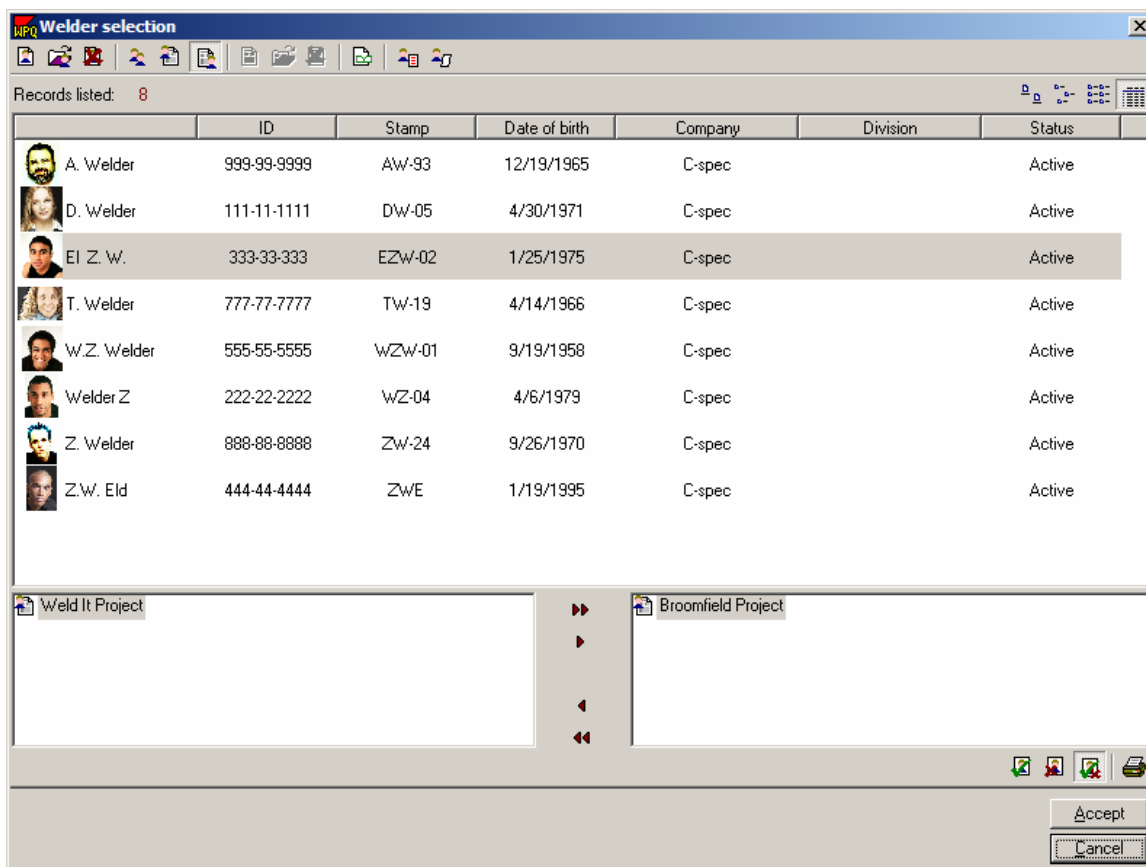 WPQ Welder selection
Records listed: 8
ID Stamp Date of birth Company Division Status
A. Welder 999-99-9999 AW-93 12/19/1965 C-spec Active
D. Welder 111-11-1111 DW-05 4/30/1971 C-spec Active
El Z. W. 333-33-333 EZW-02 1/25/1975 C-spec Active
T. Welder 777-77-7777 TW-19 4/14/1966 C-spec Active
W.Z. Welder 555-55-5555 WZW-01 9/19/1958 C-spec Active
Welder Z 222-22-2222 WZ-04 4/6/1979 C-spec Active
Z. Welder 888-88-8888 ZW-24 9/26/1970 C-spec Active
Z.W. Eld 444-44-4444 ZWE 1/19/1995 C-spec Active
Weld It Project Broomfield Project
Accept
Cancel